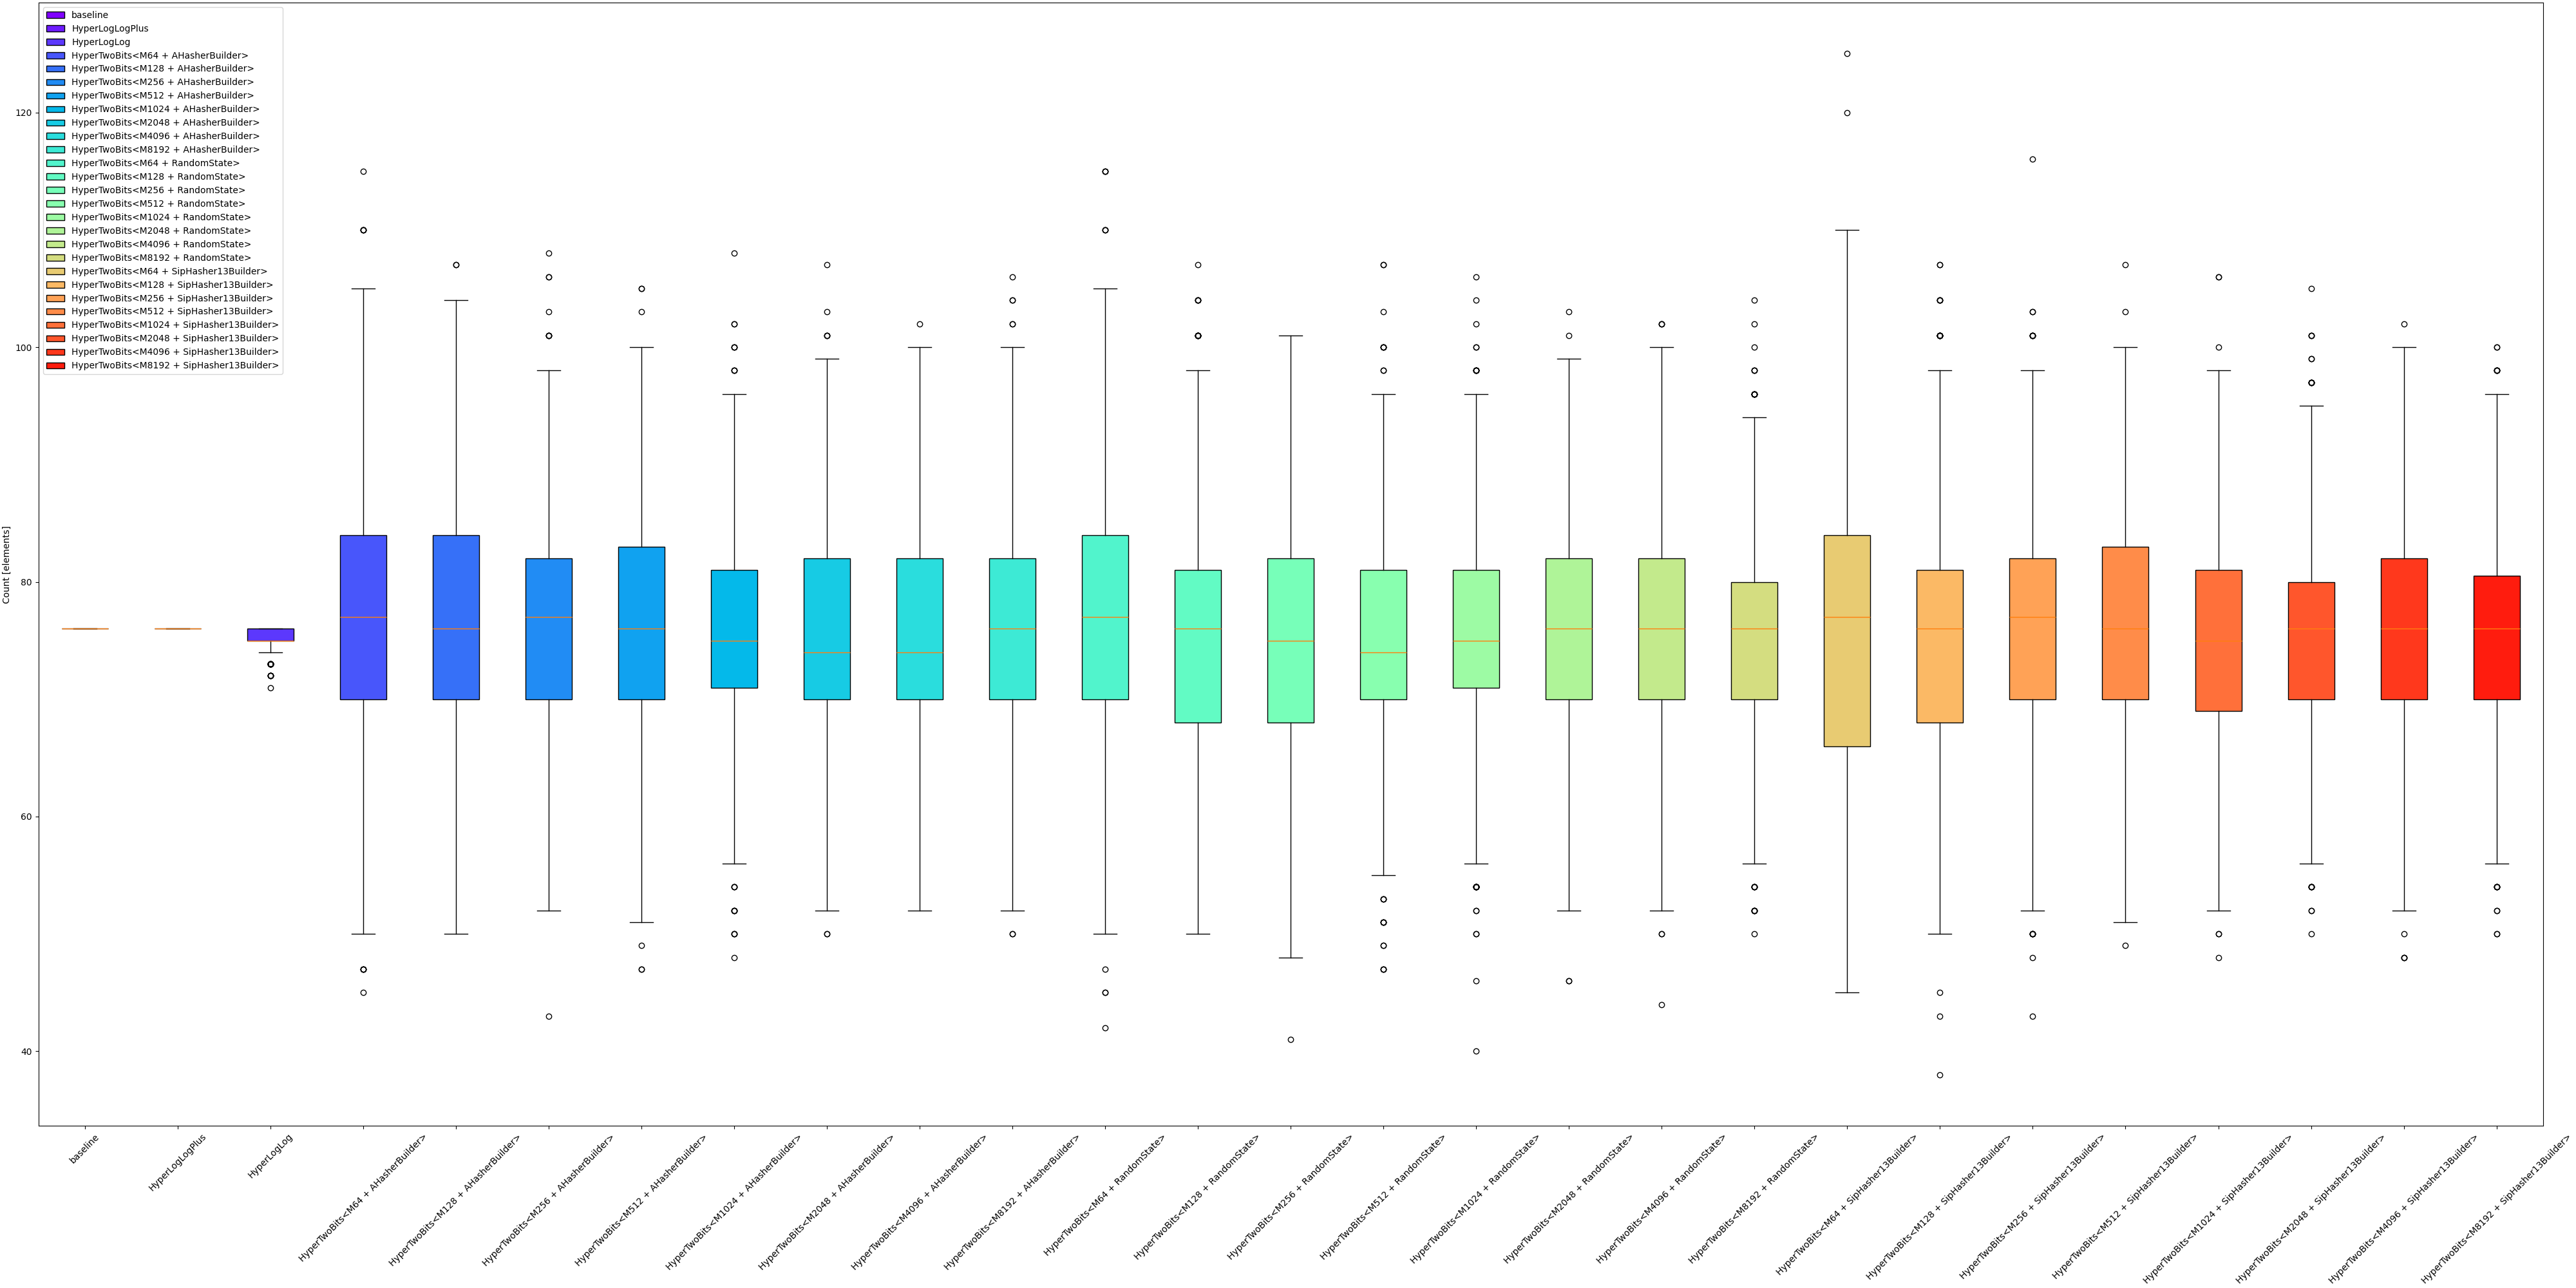 baseline
HyperLogLogPlus
HyperLogLog
HyperTwoBits<M64 + AHasherBuilder>
HyperTwoBits<M128 + AHasherBuilder>
HyperTwoBits<M256 + AHasherBuilder>
HyperTwoBits<M512 + AHasherBuilder>
HyperTwoBits<M1024 + AHasherBuilder>
HyperTwoBits<M2048 + AHasherBuilder>
HyperTwoBits<M4096 + AHasherBuilder>
HyperTwoBits<M8192 + AHasherBuilder>
HyperTwoBits<M64 + RandomState>
HyperTwoBits<M128 + RandomState>
HyperTwoBits<M256 + RandomState>
HyperTwoBits<M512 + RandomState>
HyperTwoBits<M1024 + RandomState>
HyperTwoBits<M2048 + RandomState>
HyperTwoBits<M4096 + RandomState>
HyperTwoBits<M8192 + RandomState>
HyperTwoBits<M64 + SipHasher13Builder>
HyperTwoBits<M128 + SipHasher13Builder>
HyperTwoBits<M256 + SipHasher13Builder>
HyperTwoBits<M512 + SipHasher13Builder>
HyperTwoBits<M1024 + SipHasher13Builder>
HyperTwoBits<M2048 + SipHasher13Builder>
HyperTwoBits<M4096 + SipHasher13Builder>
HyperTwoBits<M8192 + SipHasher13Builder>
120
100
80
60
40
Count [elements]
baseline
HyperLogLogPlus
HyperLogLog
HyperTwoBits<M64 + AHasherBuilder>
HyperTwoBits<M128 + AHasherBuilder>
HyperTwoBits<M256 + AHasherBuilder>
HyperTwoBits<M512 + AHasherBuilder>
HyperTwoBits<M1024 + AHasherBuilder>
HyperTwoBits<M2048 + AHasherBuilder>
HyperTwoBits<M4096 + AHasherBuilder>
HyperTwoBits<M8192 + AHasherBuilder>
HyperTwoBits<M64 + RandomState>
HyperTwoBits<M128 + RandomState>
HyperTwoBits<M256 + RandomState>
HyperTwoBits<M512 + RandomState>
HyperTwoBits<M1024 + RandomState>
HyperTwoBits<M2048 + RandomState>
HyperTwoBits<M4096 + RandomState>
HyperTwoBits<M8192 + RandomState>
HyperTwoBits<M64 + SipHasher13Builder>
HyperTwoBits<M128 + SipHasher13Builder>
HyperTwoBits<M256 + SipHasher13Builder>
HyperTwoBits<M512 + SipHasher13Builder>
HyperTwoBits<M1024 + SipHasher13Builder>
HyperTwoBits<M2048 + SipHasher13Builder>
HyperTwoBits<M4096 + SipHasher13Builder>
HyperTwoBits<M8192 + SipHasher13Builder>